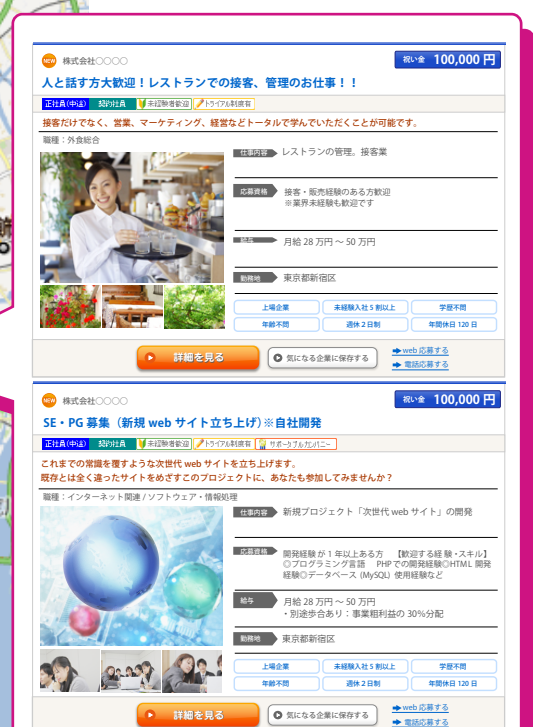 NEW 株式会社○○○○
祝い金 100,000 円
人と話す方大歓迎！レストランでの接客、管理のお仕事！！
正社員(中途) 契約社員 未経験者歓迎 トライアル制度有
接客だけでなく、営業、マーケティング、経営などトータルで学んでいただくことが可能です。
職種：外食総合
仕事内容 レストランの管理。接客業
応募資格 接客・販売経験のある方歓迎
※業界未経験も歓迎です
給与 月給 28 万円 ～ 50 万円
勤務地 東京都新宿区
上場企業 未経験入社 5 割以上 学歴不問
年齢不問 週休 2 日制 年間休日 120 日
詳細を見る
気になる企業に保存する
web 応募する
電話応募する
NEW 株式会社○○○○
祝い金 100,000 円
SE・PG 募集（新規 web サイト立ち上げ）※自社開発
正社員(中途) 契約社員 未経験者歓迎 トライアル制度有 サポータブルカンパニー
これまでの常識を覆すような次世代 web サイトを立ち上げます。
既存とは全く違ったサイトをめざすこのプロジェクトに、あなたも参加してみませんか？
職種：インターネット関連 / ソフトウェア・情報処理
仕事内容 新規プロジェクト「次世代 web サイト」の開発
応募資格 開発経験 が 1 年以上ある方 【歓迎する経 験・スキル】
◎プログラミング言語 PHP での開発経験◎HTML 開発
経験◎データベース (MySQL) 使用経験など
給与 月給 28 万円 ～ 50 万円
・別途歩合あり：事業粗利益の 30%分配
勤務地 東京都新宿区
上場企業 未経験入社 5 割以上 学歴不問
年齢不問 週休 2 日制 年間休日 120 日
詳細を見る
気になる企業に保存する
web 応募する
電話応募する